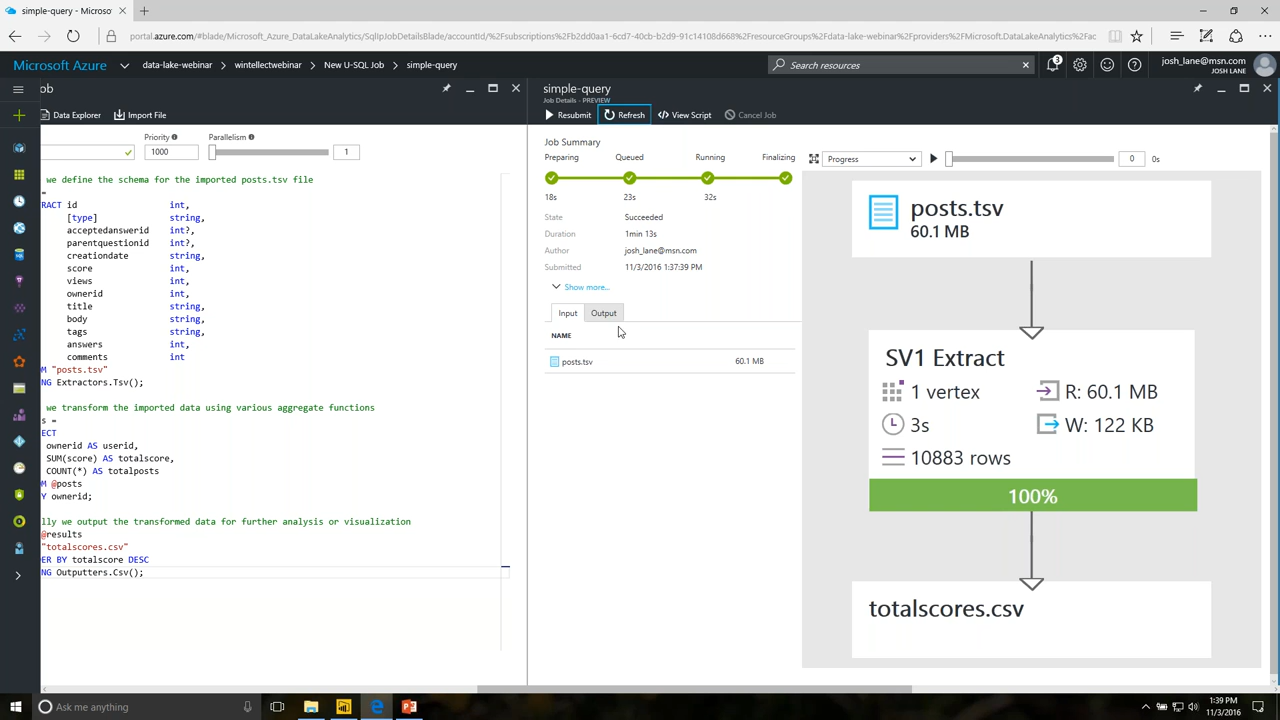 simple-query - Microso
portal.azure.com/#blade/Microsoft_Azure_DataLakeAnalytics/SqlIpJobDetailsBlade/accountId/%2Fsubscriptions%2Fb2dd0aa1-6cd7-40cb-b2d9-91c14108d668%2FresourceGroups%2Fdata-lake-webinar%2Fproviders%2FMicrosoft.DataLakeAnalytics%2Fac
Microsoft Azure
data-lake-webinar
wintellectwebinar
New U-SQL Job
simple-query
Search resources
3
josh_lane@msn.com
JOSH LANE
ob
Data Explorer
Import File
Priority
Parallelism
1000
1
we define the schema for the imported posts.tsv file
=
RACT id int,
[type] string,
acceptedanswerid int?,
parentquestionid int?,
creationdate string,
score int,
views int,
ownerid int,
title string,
body string,
tags string,
answers int,
comments int
M "posts.tsv"
NG Extractors.Tsv();
we transform the imported data using various aggregate functions
s =
ECT
ownerid AS userid,
SUM(score) AS totalscore,
COUNT(*) AS totalposts
M @posts
Y ownerid;
lly we output the transformed data for further analysis or visualization
@results
"totalscores.csv"
ER BY totalscore DESC
NG Outputters.Csv();
simple-query
Job Details - PREVIEW
Resubmit
Refresh
View Script
Cancel Job
Job Summary
Preparing Queued Running Finalizing
18s 23s 32s
State Succeeded
Duration 1min 13s
Author josh_lane@msn.com
Submitted 11/3/2016 1:37:39 PM
Show more...
Input Output
NAME
posts.tsv 60.1 MB
Progress
0 0s
posts.tsv
60.1 MB
SV1 Extract
1 vertex R: 60.1 MB
3s W: 122 KB
10883 rows
100%
totalscores.csv
Ask me anything
1:39 PM
11/3/2016